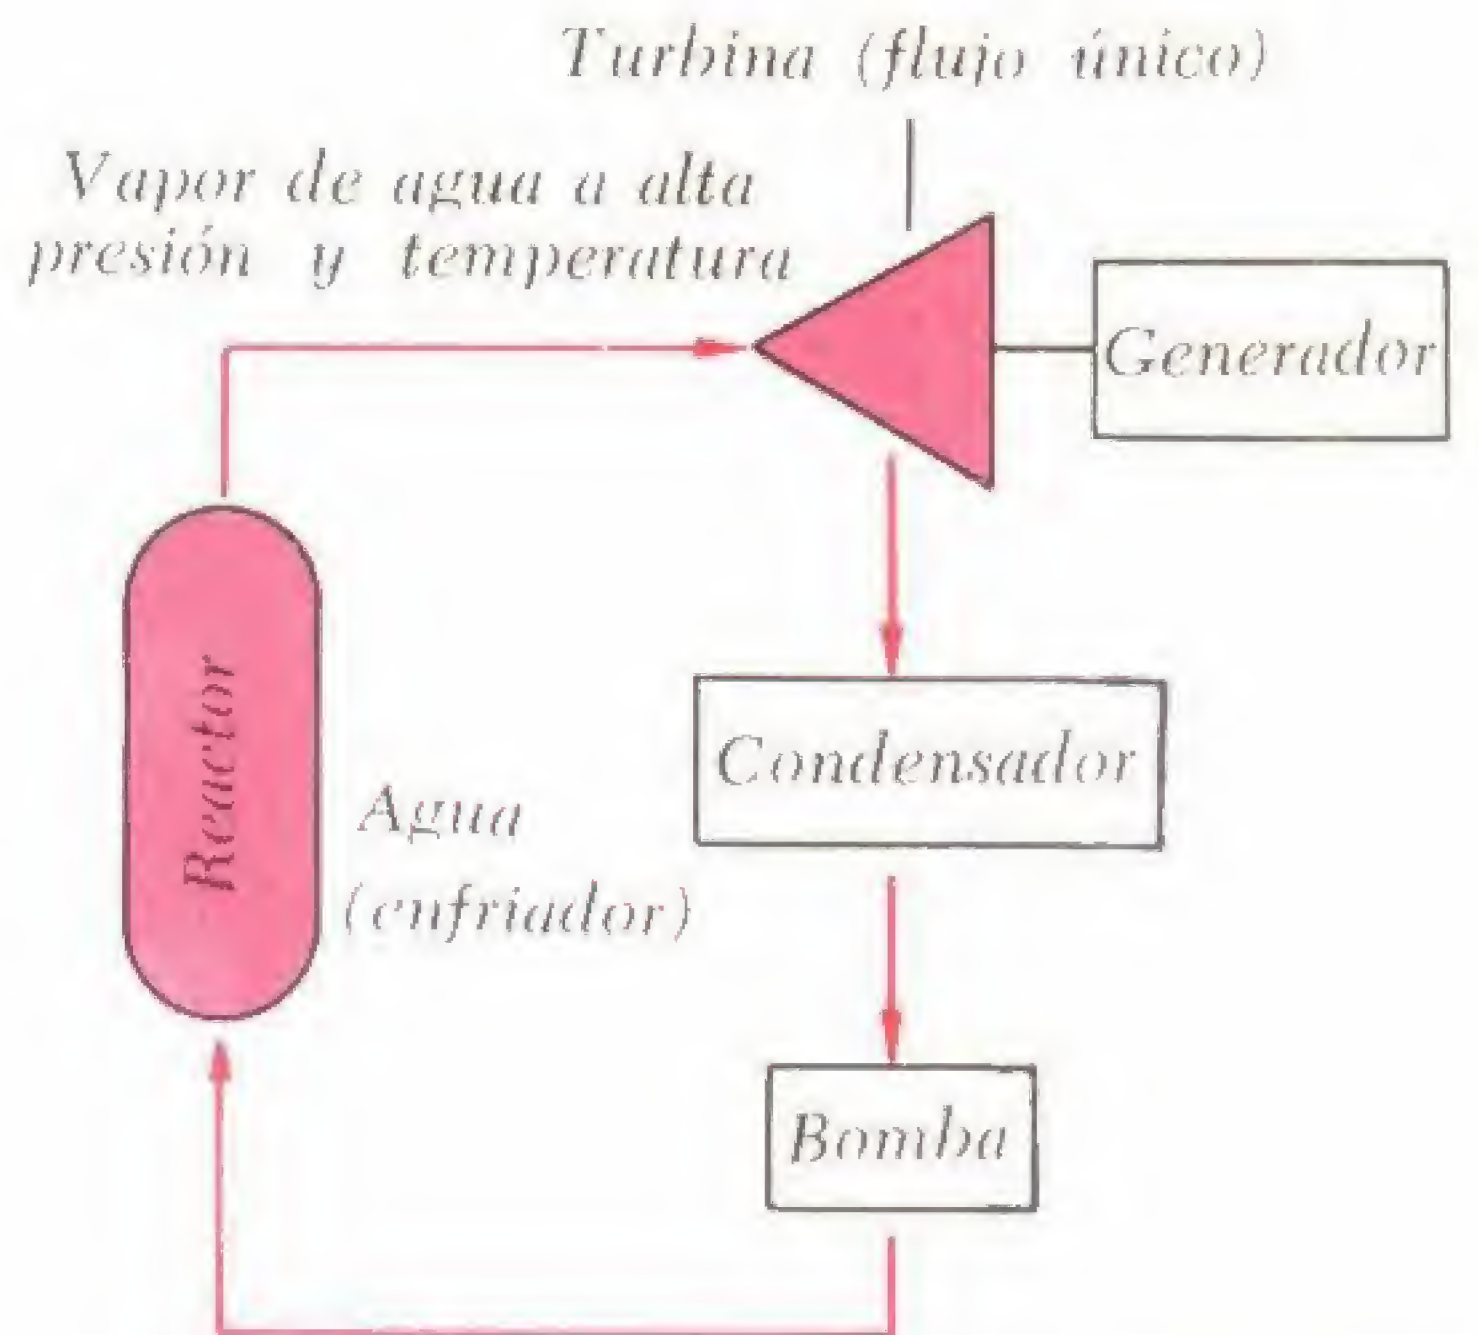 Turbina (flujo único)
Vapor de agua a alta
presión y temperatura
Generador
Reactor
Condensador
Agua
(enfriador)
Bomba